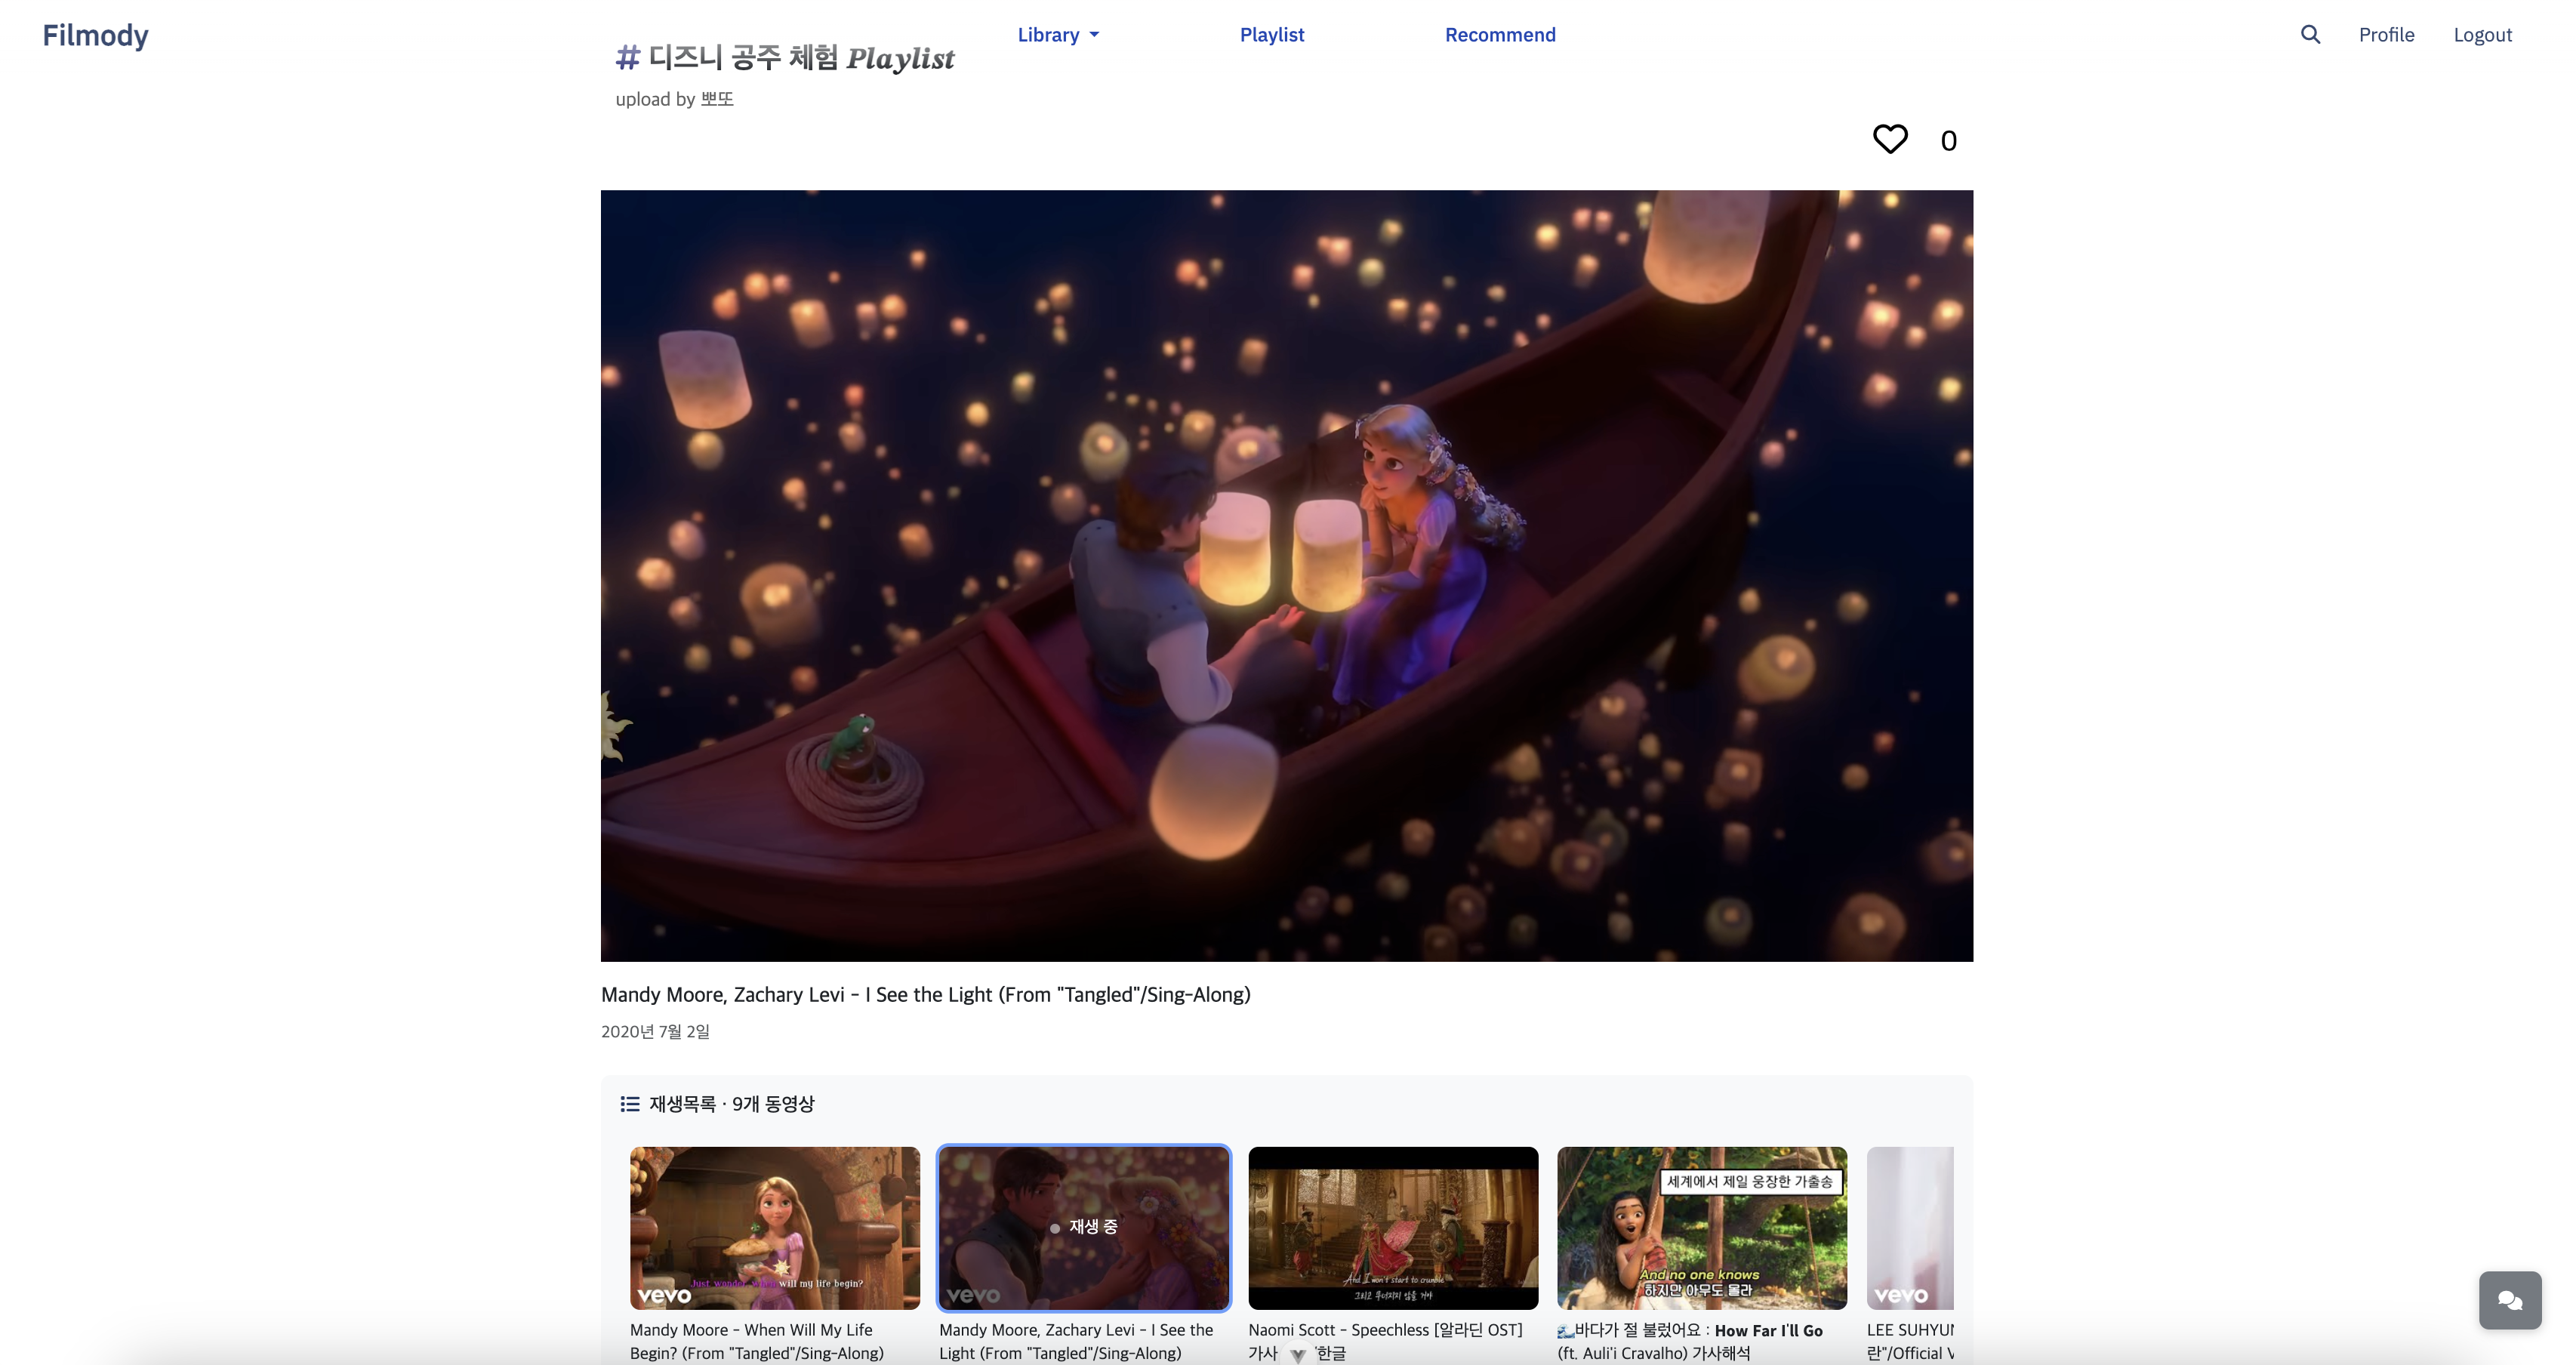 Filmody
Library
Playlist
Recommend
Profile
Logout
# 디즈니 공주 체험 Playlist
upload by 뽀또
0
Mandy Moore, Zachary Levi - I See the Light (From "Tangled"/Sing-Along)
2020년 7월 2일
재생목록 · 9개 동영상
Just wonder, when will my life begin?
vevo
재생 중
vevo
And I won't start to crumble
그리고 무너지지 않을 거야
세계에서 제일 웅장한 가출송
And no one knows
하지만 아무도 몰라
vevo
Mandy Moore - When Will My Life
Begin? (From "Tangled"/Sing-Along)
Mandy Moore, Zachary Levi - I See the
Light (From "Tangled"/Sing-Along)
Naomi Scott - Speechless [알라딘 OST]
가사 한글
🌊바다가 절 불렀어요 : How Far I'll Go
(ft. Auli'i Cravalho) 가사해석
LEE SUHYUN
란"/Official V